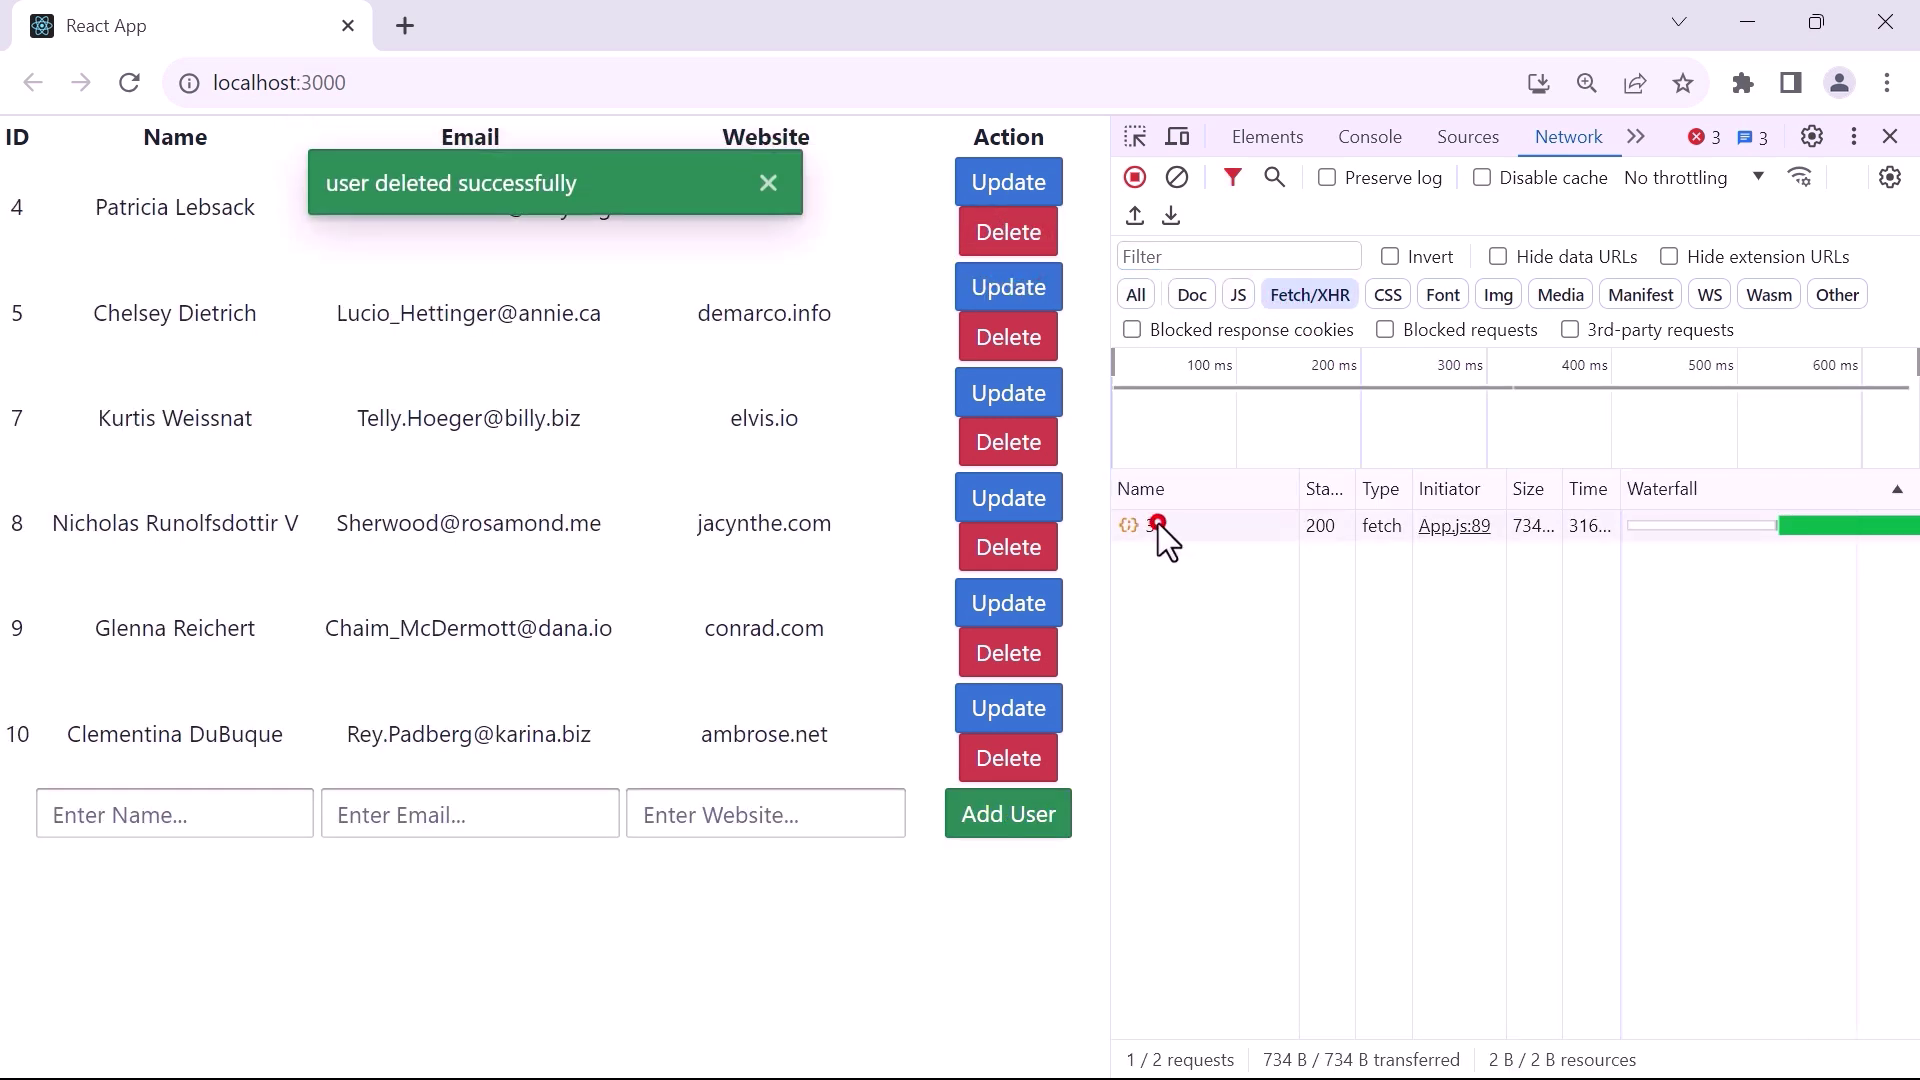 React App
localhost:3000
ID Name Email Website Action
user deleted successfully
4 Patricia Lebsack Update
Delete
5 Chelsey Dietrich Lucio_Hettinger@annie.ca demarco.info Update
Delete
7 Kurtis Weissnat Telly.Hoeger@billy.biz elvis.io Update
Delete
8 Nicholas Runolfsdottir V Sherwood@rosamond.me jacynthe.com Update
Delete
9 Glenna Reichert Chaim_McDermott@dana.io conrad.com Update
Delete
10 Clementina DuBuque Rey.Padberg@karina.biz ambrose.net Update
Delete
Enter Name... Enter Email... Enter Website... Add User
Elements Console Sources Network 3 3
Preserve log Disable cache No throttling
Filter Invert Hide data URLs Hide extension URLs
All Doc JS Fetch/XHR CSS Font Img Media Manifest WS Wasm Other
Blocked response cookies Blocked requests 3rd-party requests
100 ms 200 ms 300 ms 400 ms 500 ms 600 ms
Name Sta... Type Initiator Size Time Waterfall
200 fetch App.js:89 734... 316...
1 / 2 requests 734 B / 734 B transferred 2 B / 2 B resources